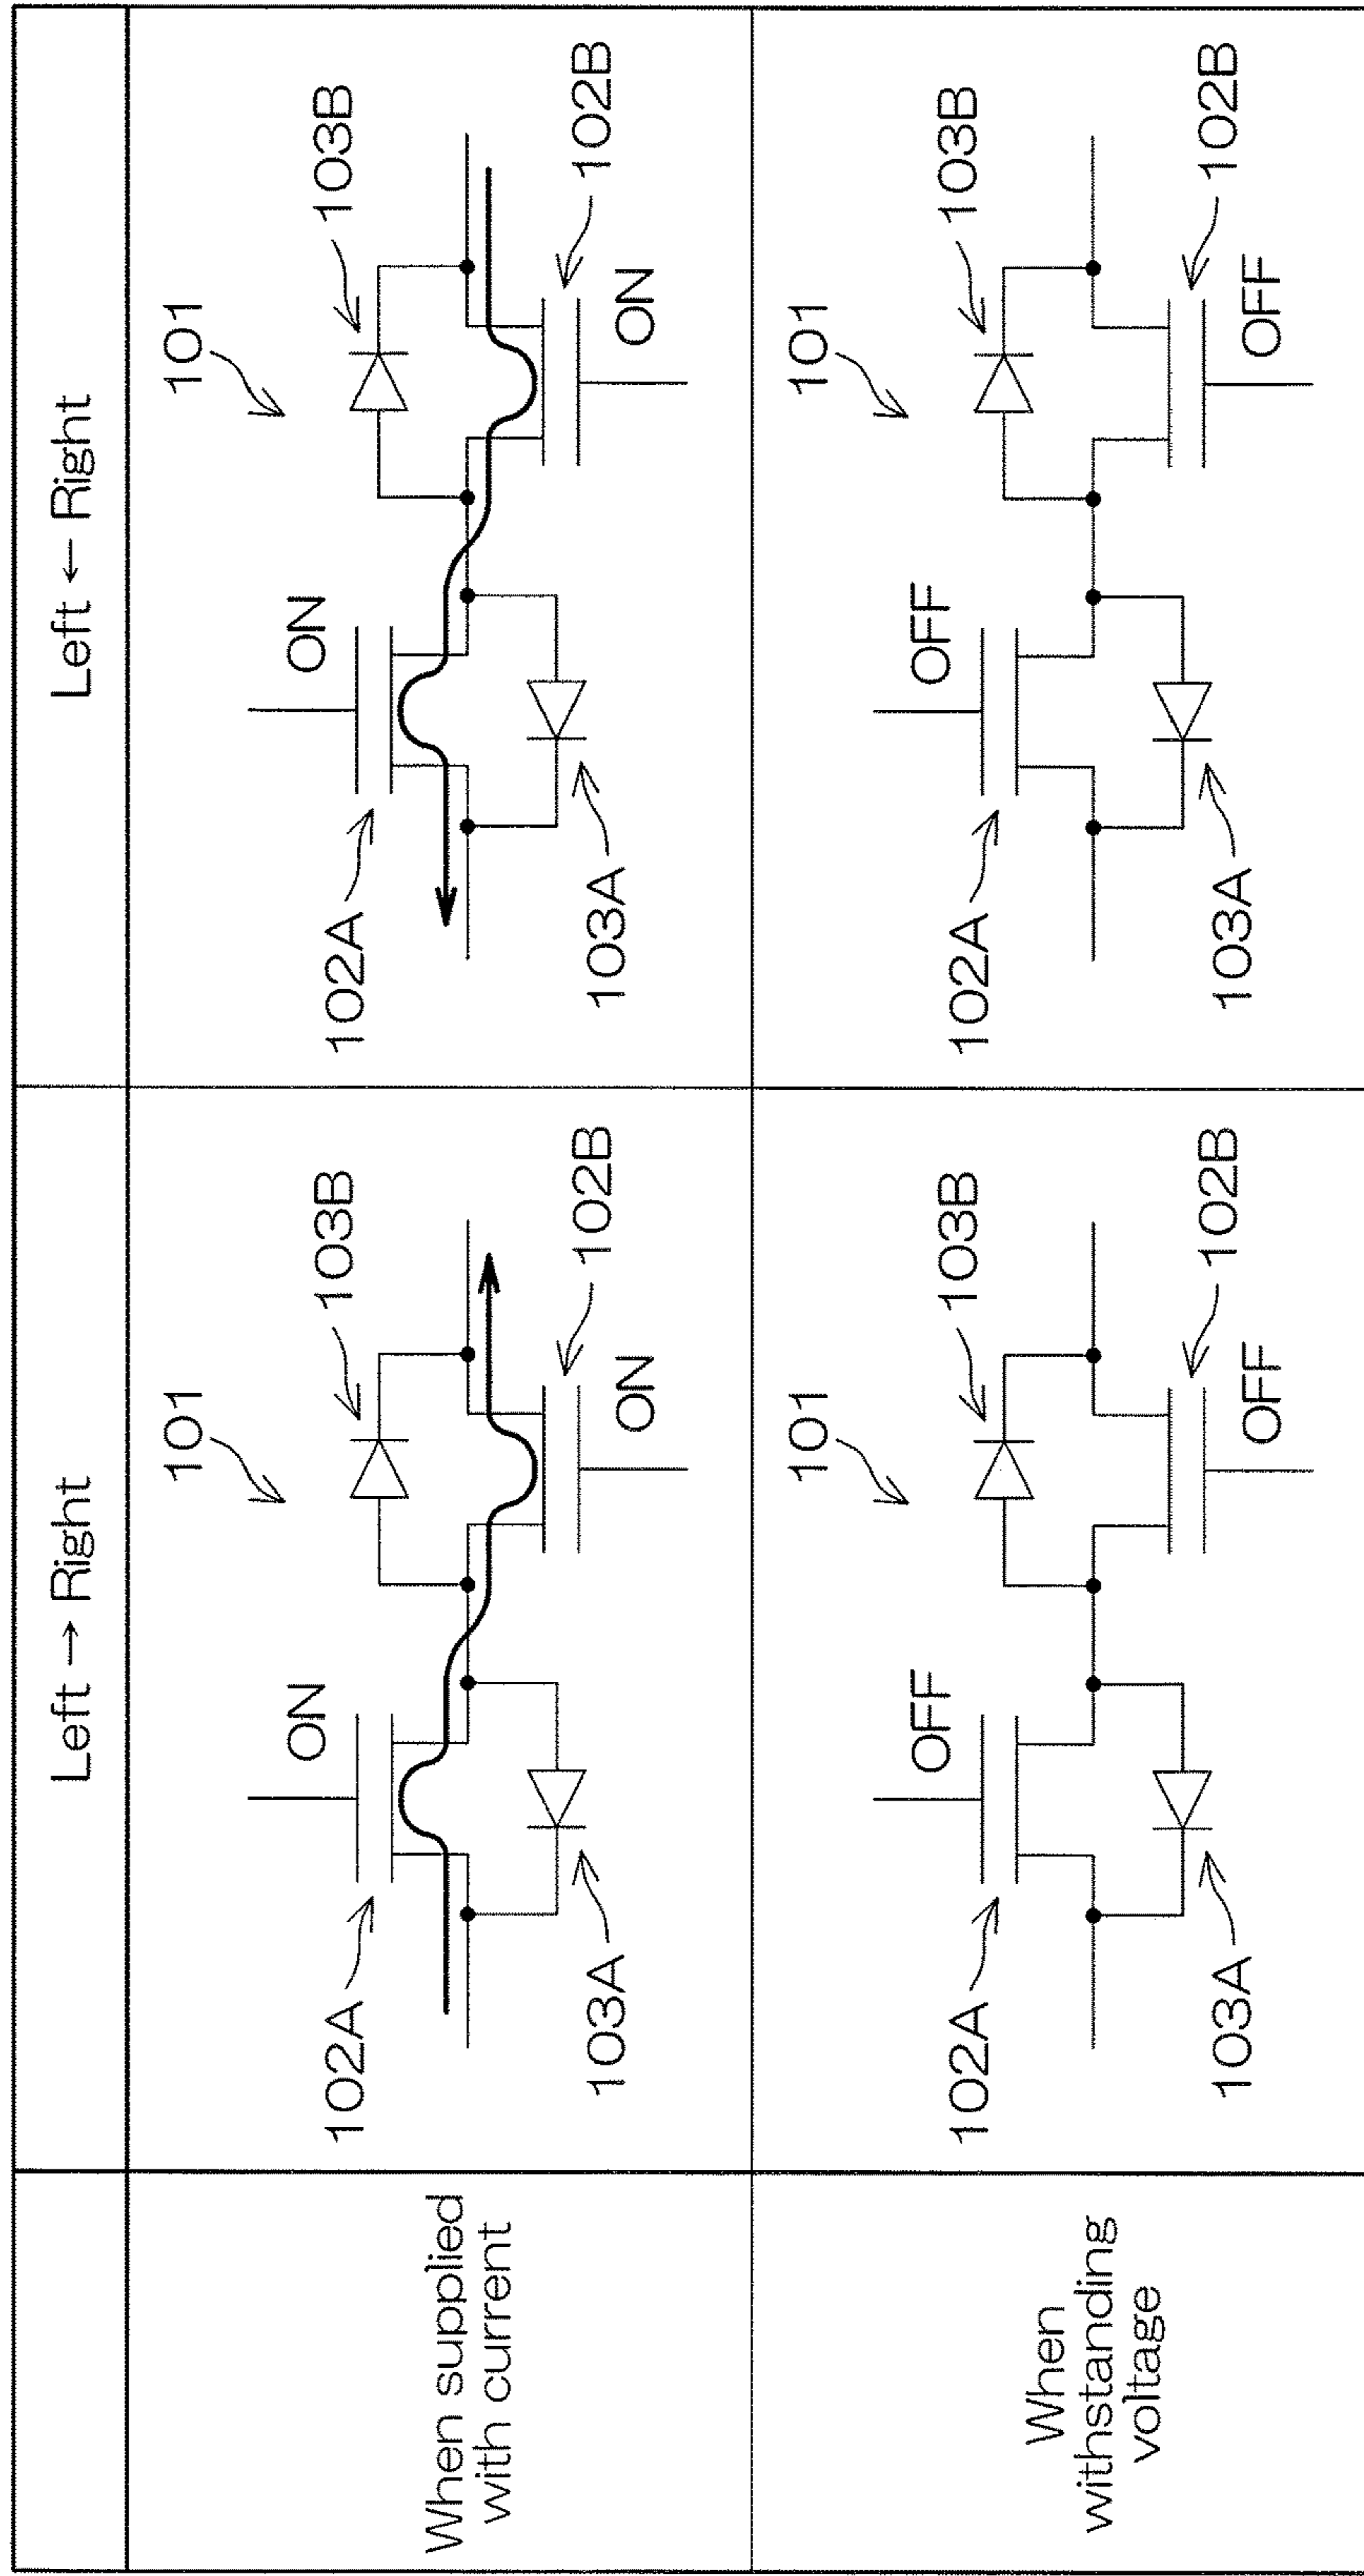 Left → Right
Left ← Right
When supplied
with current
101
103B
ON
102A
102B
ON
103A
101
103B
ON
102A
102B
ON
103A
When
withstanding
voltage
101
103B
OFF
102A
102B
OFF
103A
101
103B
OFF
102A
102B
OFF
103A